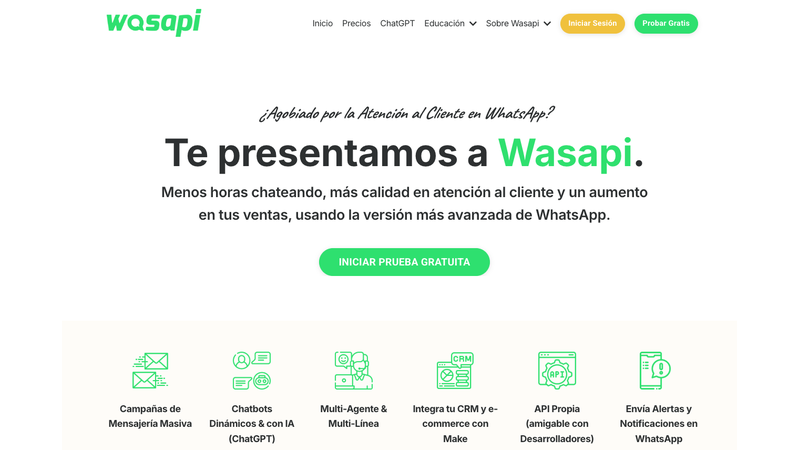 wasapi
Inicio Precios ChatGPT Educación Sobre Wasapi Iniciar Sesión Probar Gratis
¿Agobiado por la Atención al Cliente en WhatsApp?
Te presentamos a Wasapi.
Menos horas chateando, más calidad en atención al cliente y un aumento
en tus ventas, usando la versión más avanzada de WhatsApp.
INICIAR PRUEBA GRATUITA
CRM
API
Campañas de
Mensajería Masiva
Chatbots
Dinámicos & con IA
(ChatGPT)
Multi-Agente &
Multi-Línea
Integra tu CRM y e-
commerce con
Make
API Propia
(amigable con
Desarrolladores)
Envía Alertas y
Notificaciones en
WhatsApp